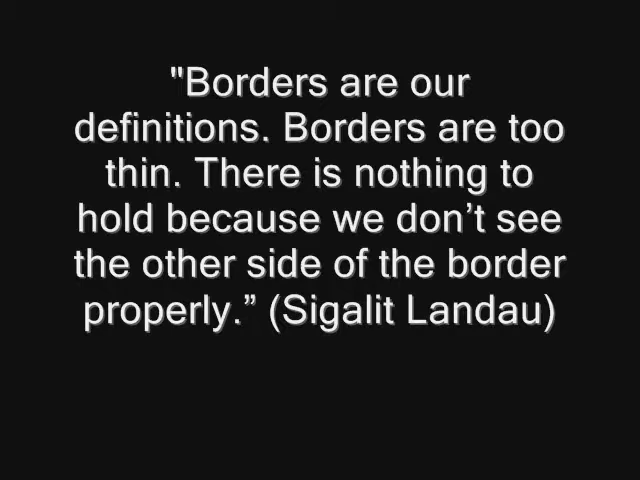 "Borders are our
definitions. Borders are too
thin. There is nothing to
hold because we don’t see
the other side of the border
properly.” (Sigalit Landau)